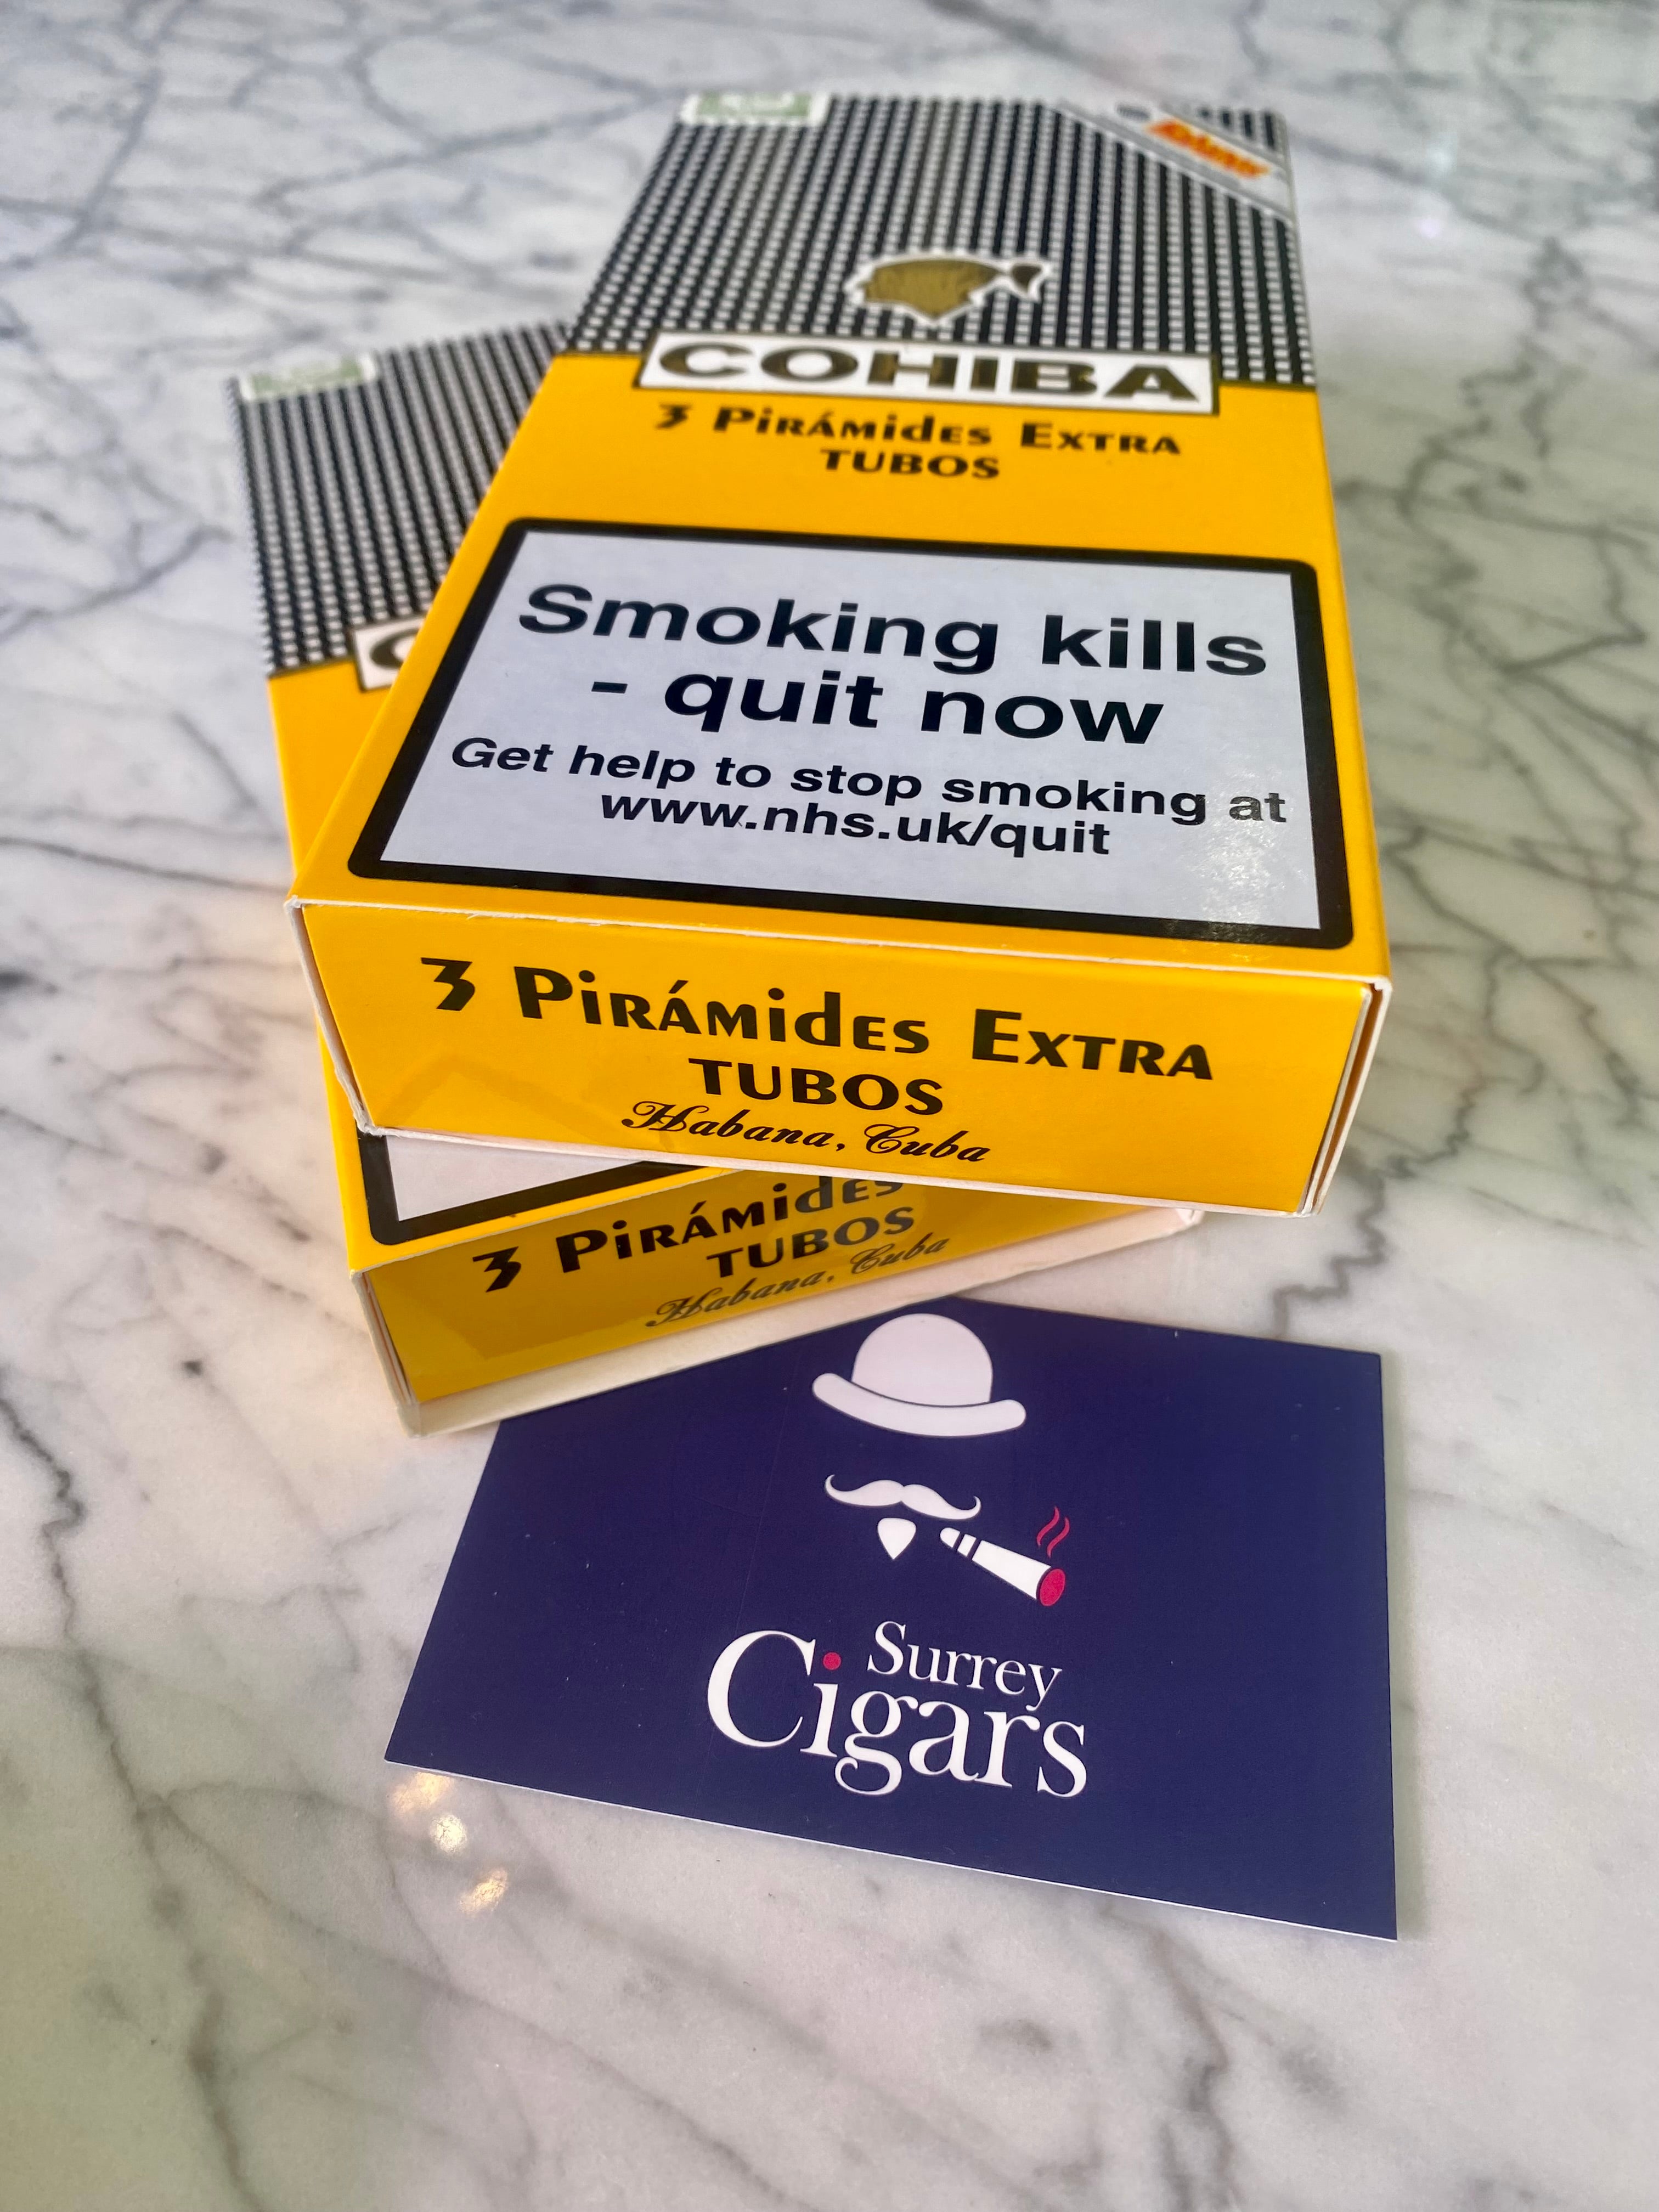 COHIBA
3 PIRÁMIDES EXTRA
TUBOS
Smoking kills
- quit now
Get help to stop smoking at
www.nhs.uk/quit
3 PIRÁMIDES EXTRA
TUBOS
Habana, Cuba
3 PIRÁMIDES
TUBOS
Habana, Cuba
Surrey
Cigars